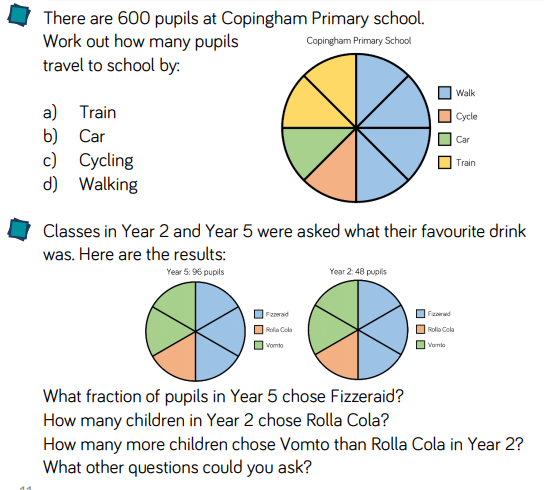 There are 600 pupils at Copingham Primary school.
Work out how many pupils
travel to school by:
a) Train
b) Car
c) Cycling
d) Walking
Copingham Primary School
Walk
Cycle
Car
Train
Classes in Year 2 and Year 5 were asked what their favourite drink
was. Here are the results:
Year 5: 96 pupils
Fizzeraid
Rolla Cola
Vomto
Year 2: 48 pupils
Fizzeraid
Rolla Cola
Vomto
What fraction of pupils in Year 5 chose Fizzeraid?
How many children in Year 2 chose Rolla Cola?
How many more children chose Vomto than Rolla Cola in Year 2?
What other questions could you ask?